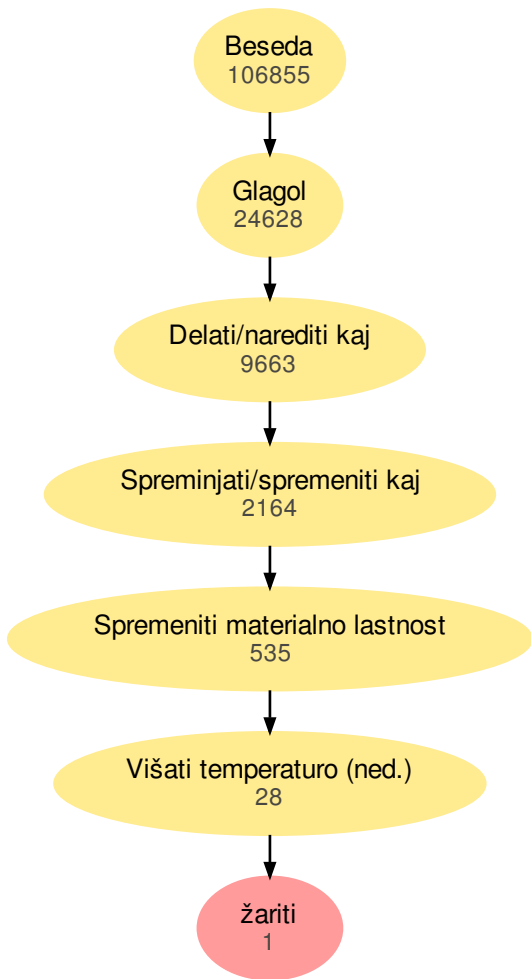 Beseda
106855
Glagol
24628
Delati/narediti kaj
9663
Spreminjati/spremeniti kaj
2164
Spremeniti materialno lastnost
535
Višati temperaturo (ned.)
28
žariti
1